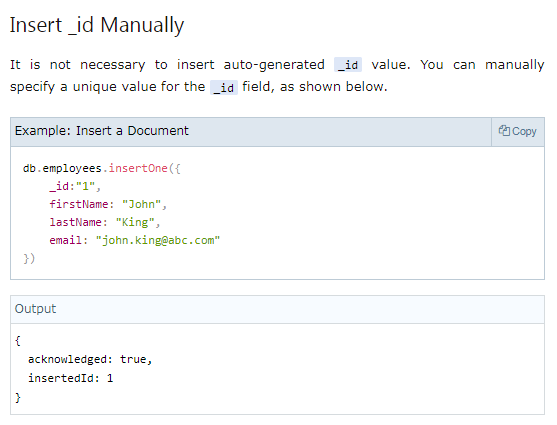 Insert _id Manually
It is not necessary to insert auto-generated _id value. You can manually
specify a unique value for the _id field, as shown below.
Example: Insert a Document
Copy
db.employees.insertOne({
    _id:"1",
    firstName: "John",
    lastName: "King",
    email: "john.king@abc.com"
})
Output
{
  acknowledged: true,
  insertedId: 1
}